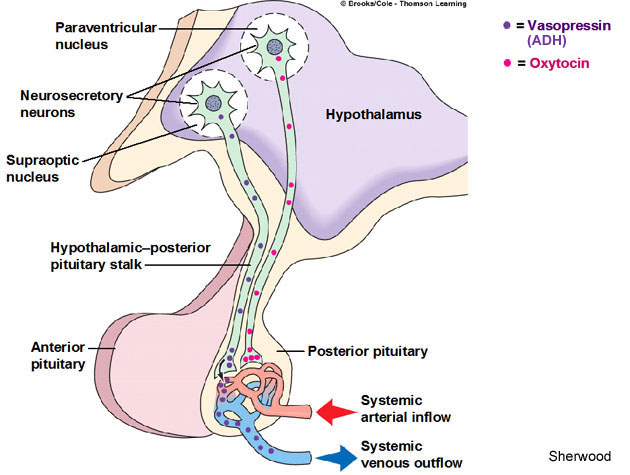 © Brooks/Cole - Thomson Learning
Paraventricular
nucleus
Neurosecretory
neurons
Supraoptic
nucleus
Hypothalamus
= Vasopressin
(ADH)
= Oxytocin
Hypothalamic–posterior
pituitary stalk
Anterior
pituitary
Posterior pituitary
Systemic
arterial inflow
Systemic
venous outflow
Sherwood